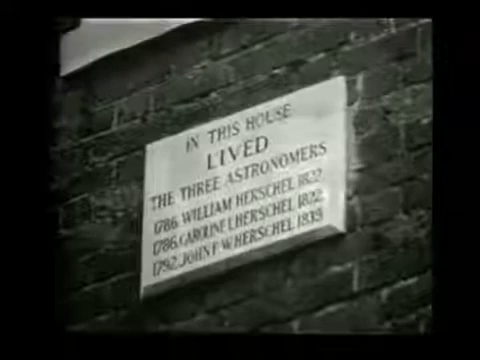 IN THIS HOUSE
LIVED
THE THREE ASTRONOMERS
1786. WILLIAM HERSCHEL 1822.
1786. CAROLINE L. HERSCHEL 1822.
1792. JOHN F. W. HERSCHEL 1839.